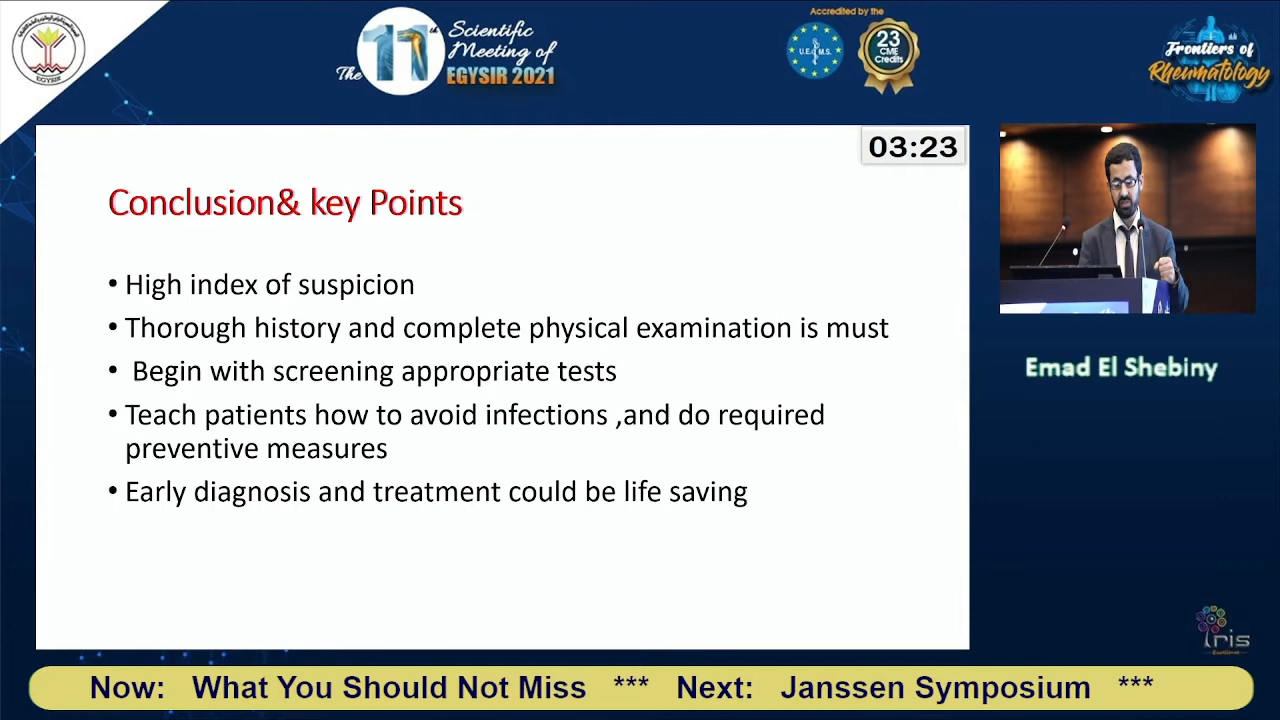 EGYSIR
The 11th
Scientific
Meeting of
EGYSIR 2021
Accredited by the
U.E.M.S.
23
CME
Credits
Frontiers of
Rheumatology
03:23
Conclusion& key Points
• High index of suspicion
• Thorough history and complete physical examination is must
• Begin with screening appropriate tests
• Teach patients how to avoid infections ,and do required
preventive measures
• Early diagnosis and treatment could be life saving
Emad El Shebiny
Iris
Now: What You Should Not Miss *** Next: Janssen Symposium ***